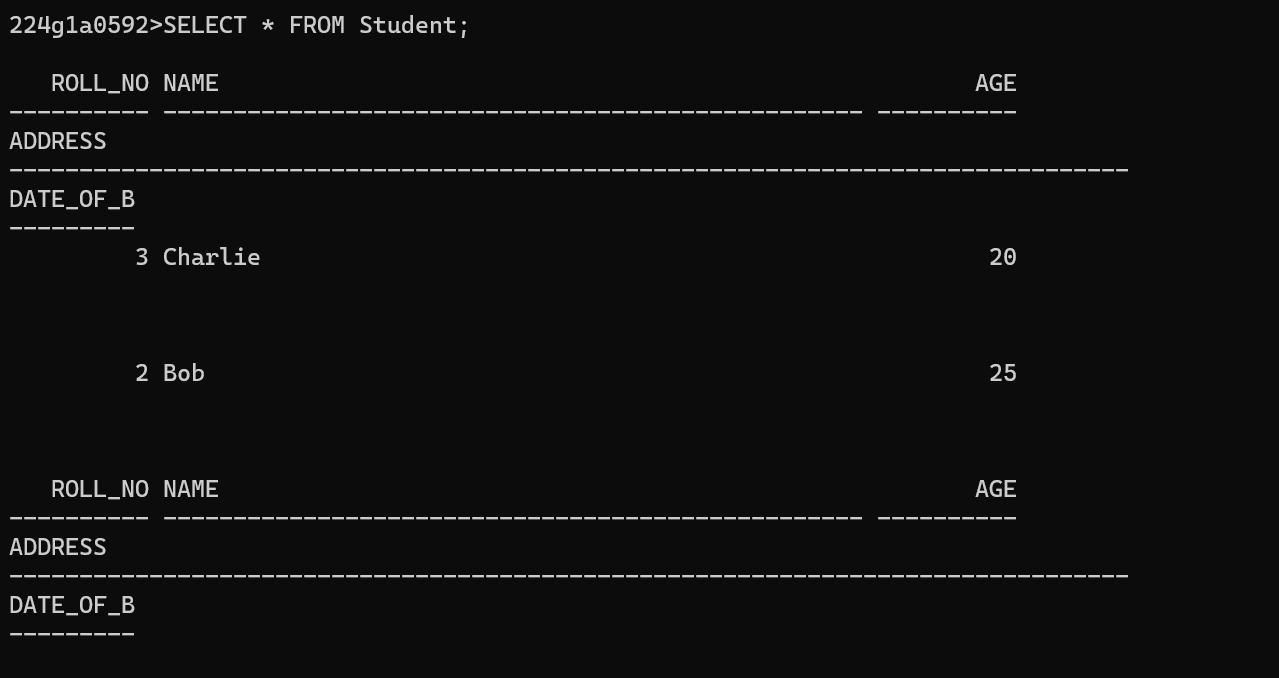 224g1a0592>SELECT * FROM Student;
   ROLL_NO NAME                                                      AGE
---------- -------------------------------------------------- ----------
ADDRESS
--------------------------------------------------------------------------------
DATE_OF_B
---------
         3 Charlie                                                    20
         2 Bob                                                        25
   ROLL_NO NAME                                                      AGE
---------- -------------------------------------------------- ----------
ADDRESS
--------------------------------------------------------------------------------
DATE_OF_B
---------